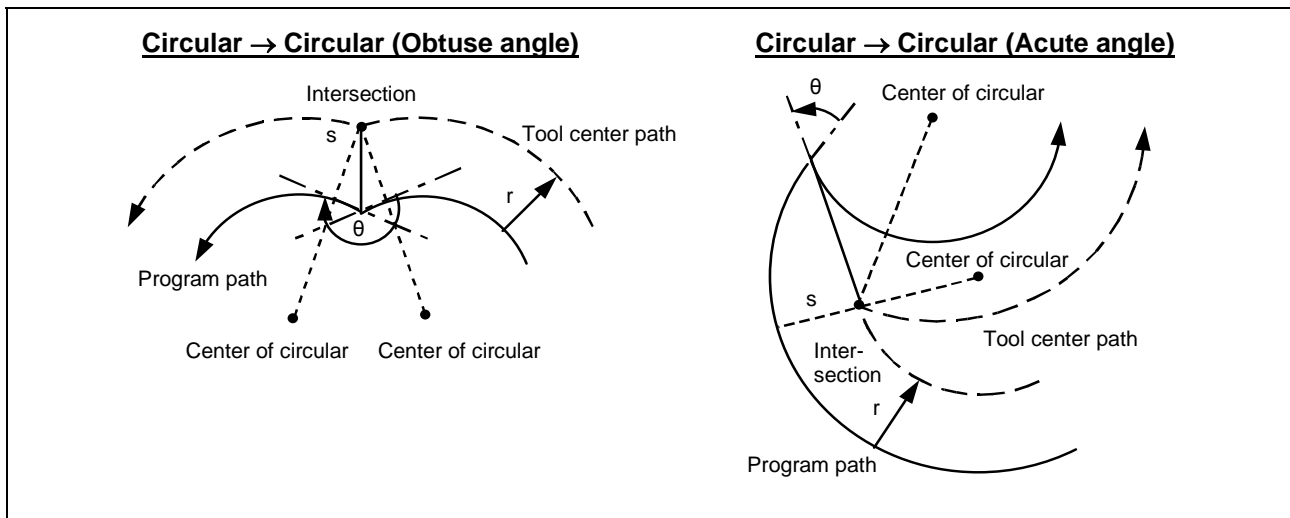 Circular → Circular (Obtuse angle)
Intersection
s
Tool center path
r
θ
Program path
Center of circular
Center of circular
Circular → Circular (Acute angle)
θ
Center of circular
Center of circular
s
Tool center path
Inter-
section
r
Program path